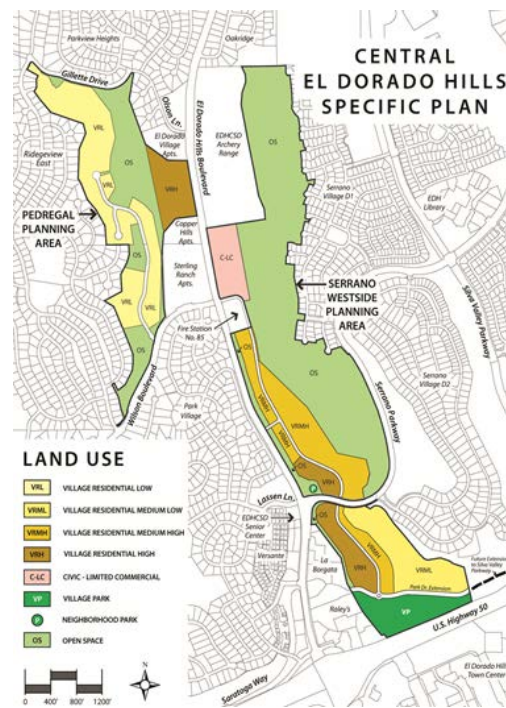 CENTRAL
EL DORADO HILLS
SPECIFIC PLAN
Parkview Heights
Oakridge
Gillette Drive
Olson Ln.
El Dorado Hills Boulevard
VRL
OS
El Dorado
Village
Apts.
EDHCSD
Archery
Range
OS
Ridgeview
East
VRL
VRH
Serrano
Village D1
EDH
Library
PEDREGAL
PLANNING
AREA
Copper
Hills Apts.
OS
C-LC
Sterling
Ranch Apts.
SERRANO
WESTSIDE
PLANNING
AREA
Silva Valley Parkway
VRL
VRL
Fire Station
No. 85
OS
OS
OS
Wilson Boulevard
Park
Village
VRMH
Serrano Parkway
Serrano
Village D2
VRMH
VRMH
OS
VRH
P
Lassen Ln.
OS
EDHCSD
Senior
Center
Versante
La
Borgata
VRH
VRMH
VRML
Future Extension
to Silva Valley
Parkway
Park Dr. Extension
Raley's
VP
U.S. Highway 50
Saratoga Way
El Dorado Hills
Town Center
LAND USE
VRL VILLAGE RESIDENTIAL LOW
VRML VILLAGE RESIDENTIAL MEDIUM LOW
VRMH VILLAGE RESIDENTIAL MEDIUM HIGH
VRH VILLAGE RESIDENTIAL HIGH
C-LC CIVIC - LIMITED COMMERCIAL
VP VILLAGE PARK
P NEIGHBORHOOD PARK
OS OPEN SPACE
N
0 400' 800' 1200'